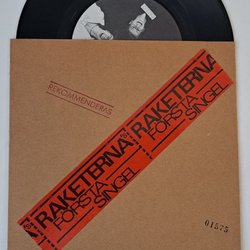 REKOMMENDERAS
RAKETERNA
FÖRSTA
SINGEL
RAKETERNA
FÖRSTA
SINGEL
01575